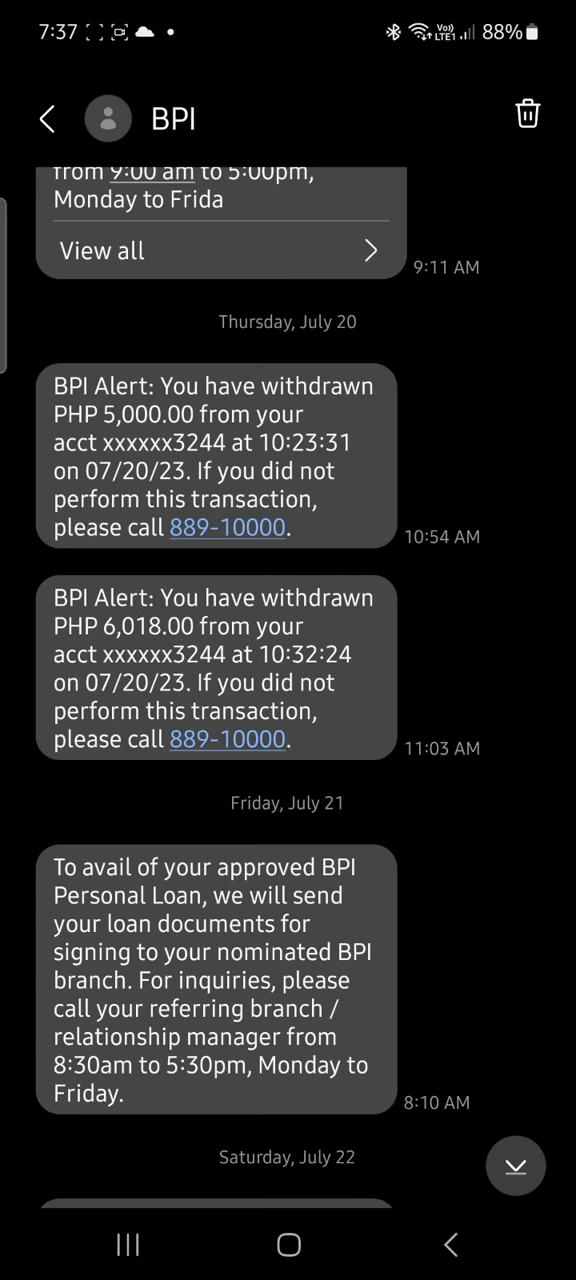 7:37
Vo)) LTE1 88%
BPI
from 9:00 am to 5:00pm,
Monday to Frida
View all
9:11 AM
Thursday, July 20
BPI Alert: You have withdrawn
PHP 5,000.00 from your
acct xxxxxx3244 at 10:23:31
on 07/20/23. If you did not
perform this transaction,
please call 889-10000.
10:54 AM
BPI Alert: You have withdrawn
PHP 6,018.00 from your
acct xxxxxx3244 at 10:32:24
on 07/20/23. If you did not
perform this transaction,
please call 889-10000.
11:03 AM
Friday, July 21
To avail of your approved BPI
Personal Loan, we will send
your loan documents for
signing to your nominated BPI
branch. For inquiries, please
call your referring branch /
relationship manager from
8:30am to 5:30pm, Monday to
Friday.
8:10 AM
Saturday, July 22